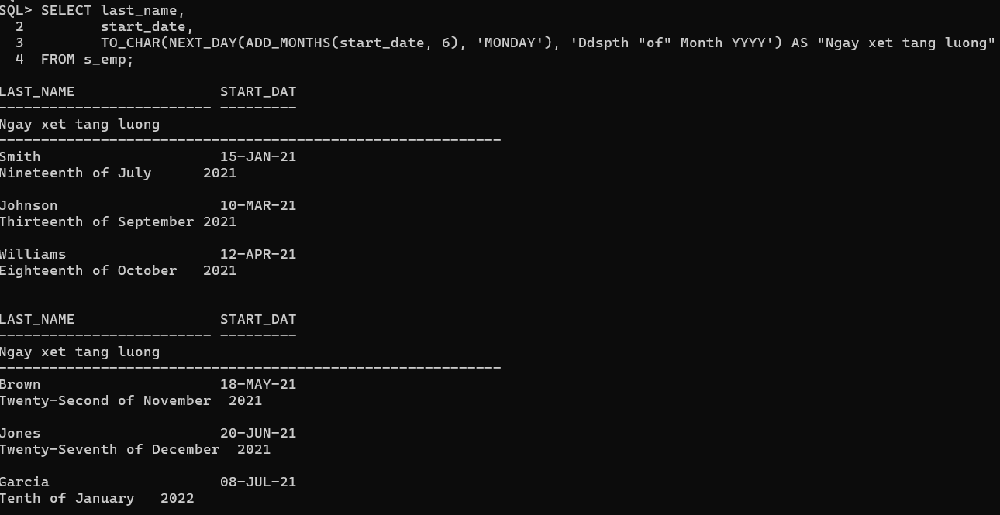 SQL> SELECT last_name,
  2         start_date,
  3         TO_CHAR(NEXT_DAY(ADD_MONTHS(start_date, 6), 'MONDAY'), 'Ddspth "of" Month YYYY') AS "Ngay xet tang luong"
  4  FROM s_emp;
LAST_NAME                 START_DAT
------------------------- ---------
Ngay xet tang luong
-----------------------------------------------------------
Smith                     15-JAN-21
Nineteenth of July      2021
Johnson                   10-MAR-21
Thirteenth of September 2021
Williams                  12-APR-21
Eighteenth of October   2021
LAST_NAME                 START_DAT
------------------------- ---------
Ngay xet tang luong
-----------------------------------------------------------
Brown                     18-MAY-21
Twenty-Second of November  2021
Jones                     20-JUN-21
Twenty-Seventh of December  2021
Garcia                    08-JUL-21
Tenth of January   2022